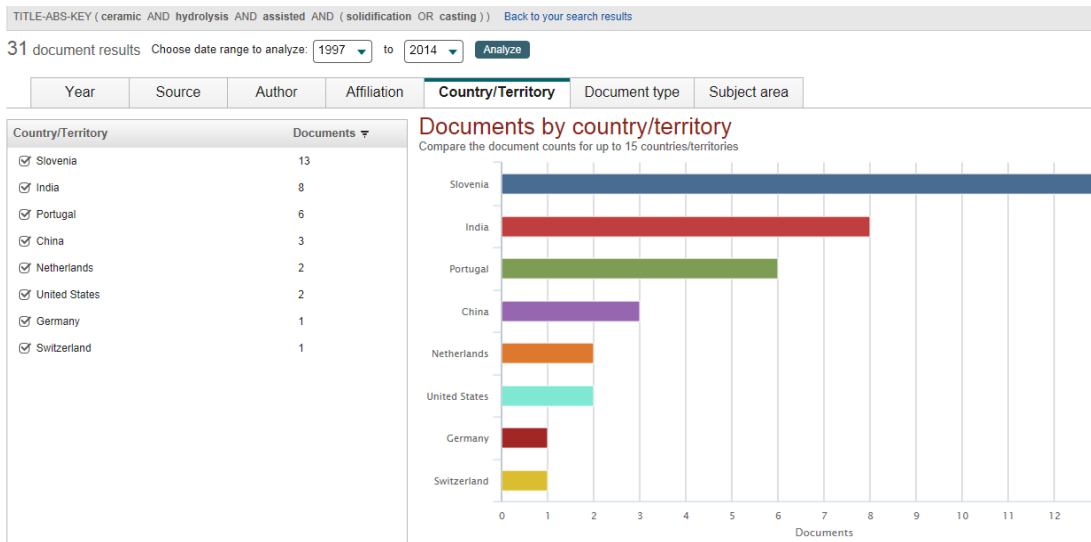 TITLE-ABS-KEY ( ceramic AND hydrolysis AND assisted AND ( solidification OR casting ) ) Back to your search results
31 document results Choose date range to analyze: 1997 to 2014 Analyze
Year Source Author Affiliation Country/Territory Document type Subject area
Country/Territory Documents
Slovenia 13
India 8
Portugal 6
China 3
Netherlands 2
United States 2
Germany 1
Switzerland 1
Documents by country/territory
Compare the document counts for up to 15 countries/territories
Slovenia
India
Portugal
China
Netherlands
United States
Germany
Switzerland
0 1 2 3 4 5 6 7 8 9 10 11 12
Documents